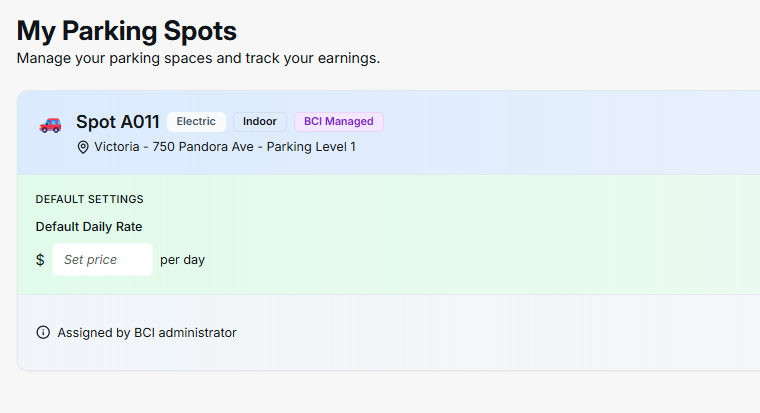 My Parking Spots
Manage your parking spaces and track your earnings.
Spot A011 Electric Indoor BCI Managed
Victoria - 750 Pandora Ave - Parking Level 1
DEFAULT SETTINGS
Default Daily Rate
$ Set price per day
Assigned by BCI administrator